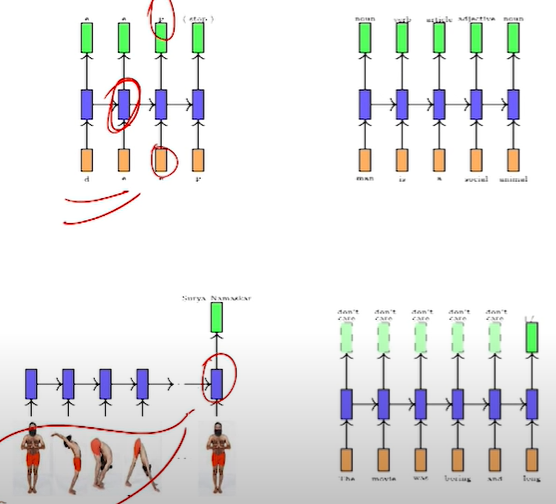 e e p (stop)
d e e p
noun verb article adjective noun
man is a social animal
Surya Namaskar
don't care don't care don't care don't care don't care
The movie was boring and long